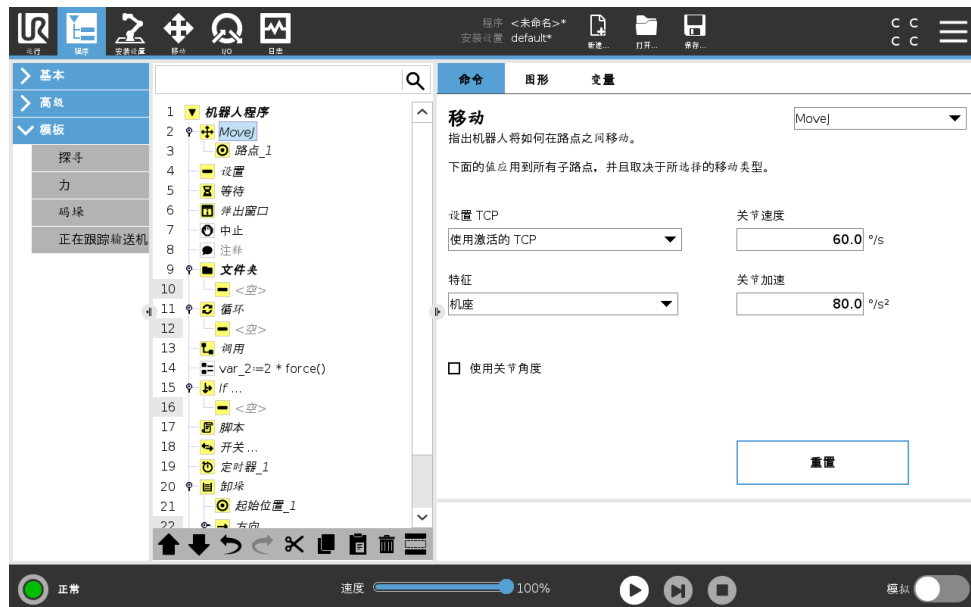 UR
运行
程序
安装设置
移动
I/O
日志
程序 <未命名>*
安装设置 default*
新建...
打开...
保存...
C C
C C
基本
高级
模板
探寻
力
码垛
正在跟踪输送机
1 机器人程序
2 MoveJ
3 路点_1
4 设置
5 等待
6 弹出窗口
7 中止
8 注释
9 文件夹
10 <空>
11 循环
12 <空>
13 调用
14 var_2≔2 * force()
15 If ...
16 <空>
17 脚本
18 开关 ...
19 定时器_1
20 卸垛
21 起始位置_1
22 方向
命令
图形
变量
移动
MoveJ
指出机器人将如何在路点之间移动。
下面的值应用到所有子路点，并且取决于所选择的移动类型。
设置 TCP
关节速度
使用激活的 TCP
60.0 °/s
特征
关节加速
机座
80.0 °/s²
使用关节角度
重置
正常
速度
100%
模拟